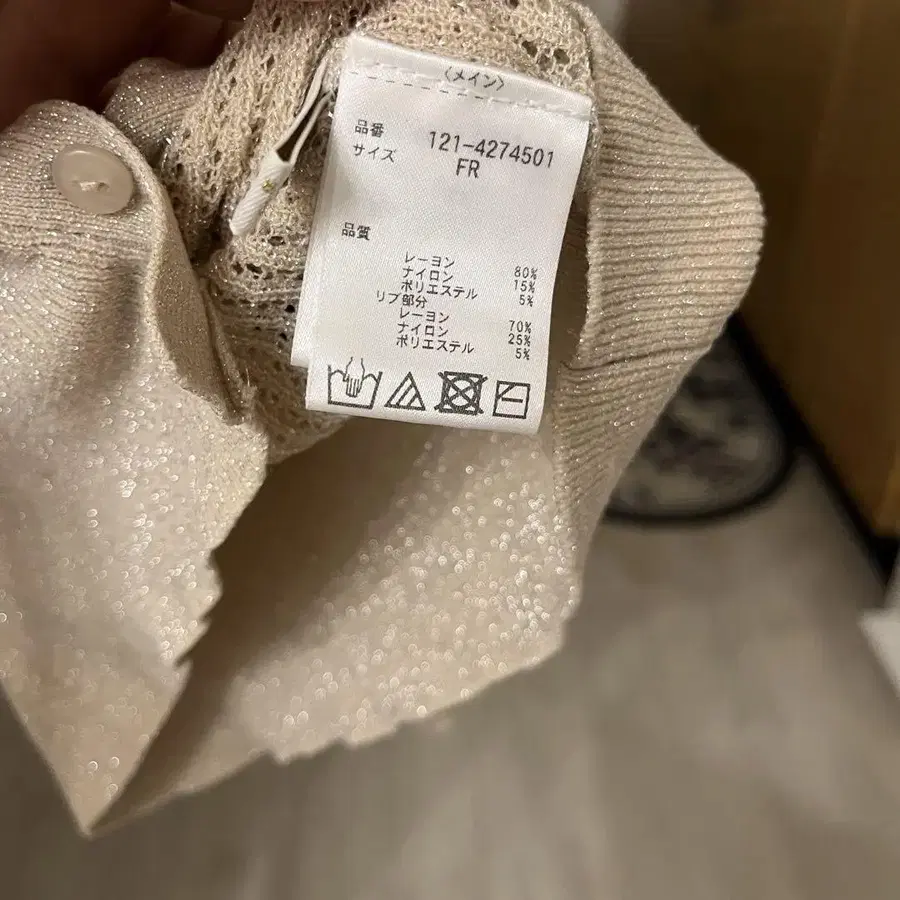 〈メイン〉
品番 121-4274501
サイズ FR
品質
レーヨン 80%
ナイロン 15%
ポリエステル 5%
リブ部分
レーヨン 70%
ナイロン 25%
ポリエステル 5%